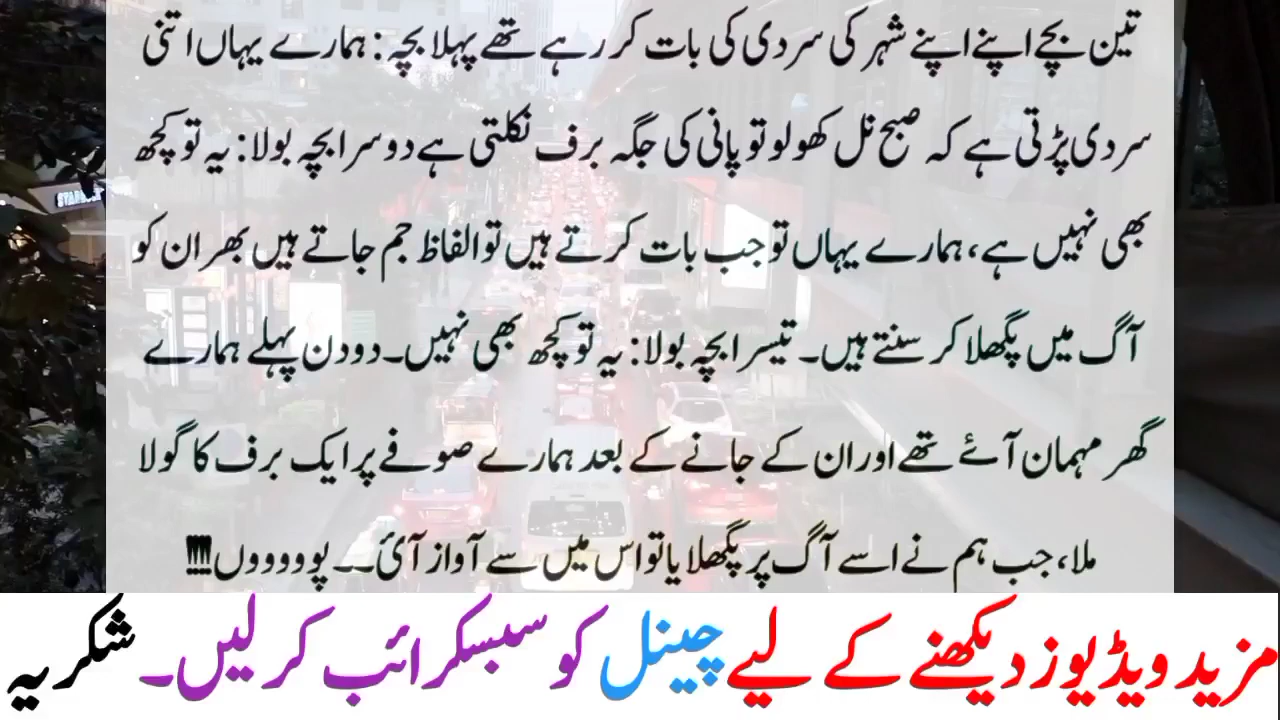 تین بچے اپنے اپنے شہر کی سردی کی بات کر رہے تھے پہلا بچہ: ہمارے یہاں اتنی
سردی پڑتی ہے کہ صبح نل کھولو تو پانی کی جگہ برف نکلتی ہے دوسرا بچہ بولا: یہ تو کچھ
بھی نہیں ہے، ہمارے یہاں تو جب بات کرتے ہیں تو الفاظ جم جاتے ہیں بھر ان کو
آگ میں پگھلا کر سنتے ہیں۔ تیسرا بچہ بولا: یہ تو کچھ بھی نہیں۔ دو دن پہلے ہمارے
گھر مہمان آئے تھے اور ان کے جانے کے بعد ہمارے صوفے پر ایک برف کا گولا
ملا، جب ہم نے اسے آگ پر پگھلایا تو اس میں سے آواز آئ۔۔ پوووووں!!!!
مزید ویڈیوز دیکھنے کے لیے چینل کو سبسکرائب کر لیں۔ شکریہ